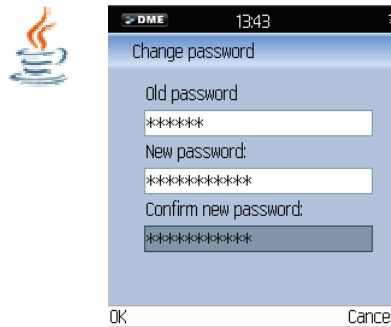 DME 13:43
Change password
Old password
******
New password:
***********
Confirm new password:
***********
OK Cance